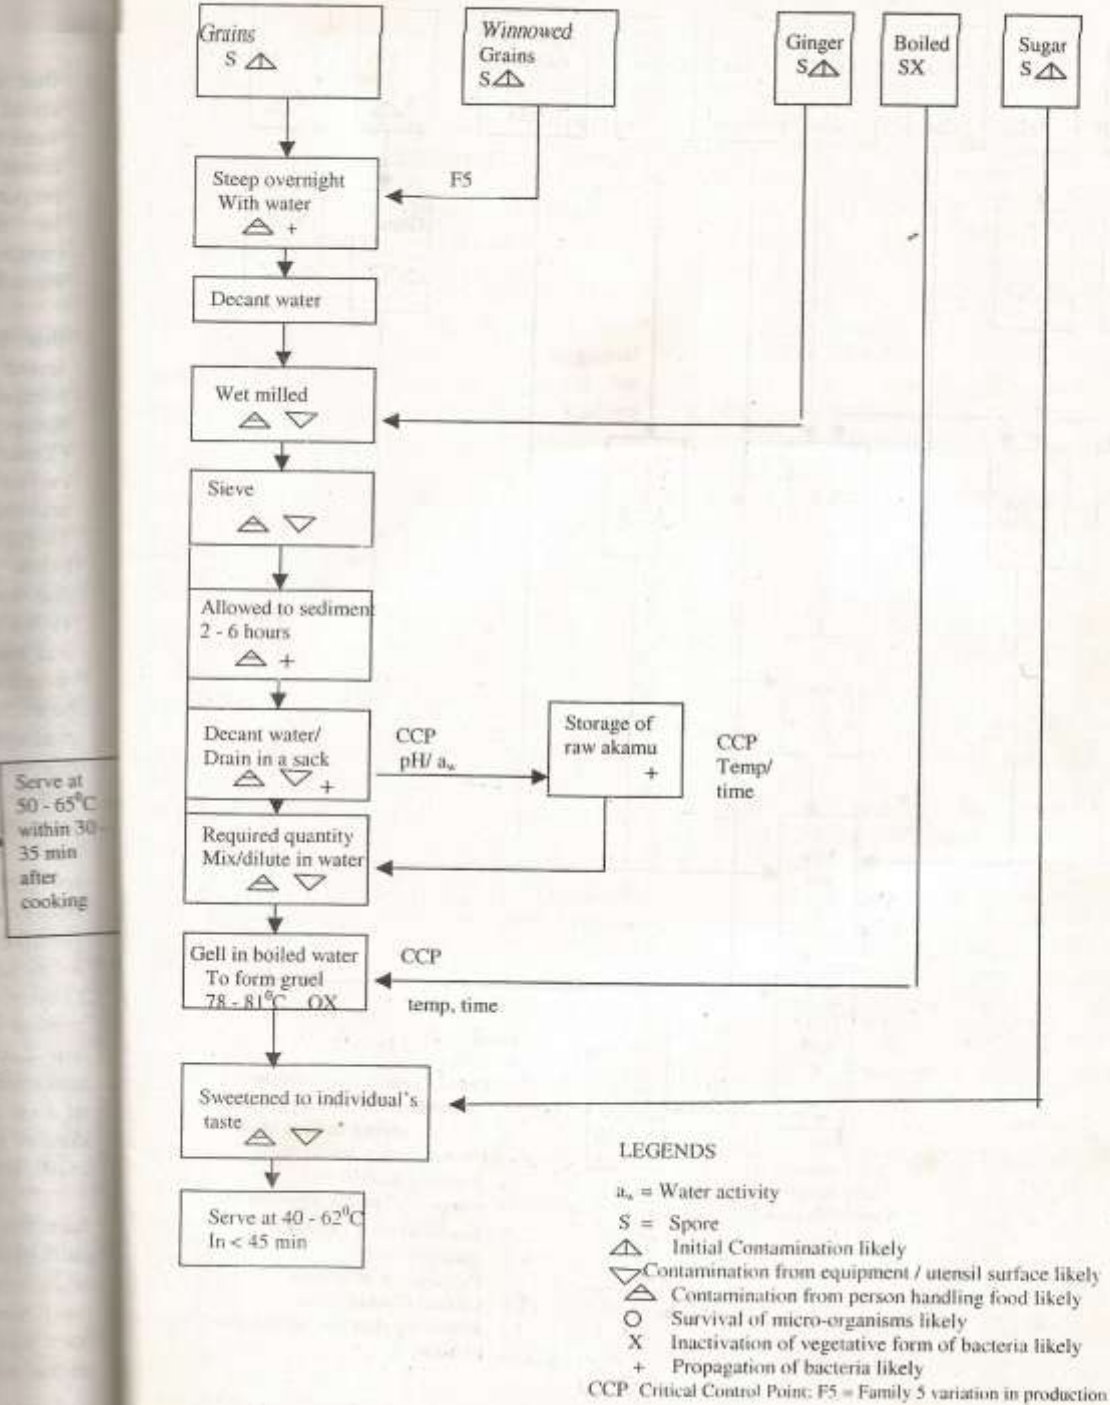 Grains
S
Winnowed
Grains
S
Ginger
S
Boiled
SX
Sugar
S
Steep overnight
With water
+
F5
Decant water
Wet milled
Sieve
Allowed to sediment
2 - 6 hours
+
Decant water/
Drain in a sack
+
CCP
pH/ aw
Storage of
raw akamu
+
CCP
Temp/
time
Required quantity
Mix/dilute in water
Gell in boiled water
To form gruel
78 - 81⁰C OX
CCP
temp, time
Sweetened to individual's
taste
Serve at 40 - 62⁰C
In < 45 min
Serve at
50 - 65⁰C
within 30-
35 min
after
cooking
LEGENDS
aw = Water activity
S = Spore
Initial Contamination likely
Contamination from equipment / utensil surface likely
Contamination from person handling food likely
O Survival of micro-organisms likely
X Inactivation of vegetative form of bacteria likely
+ Propagation of bacteria likely
CCP Critical Control Point: F5 = Family 5 variation in production